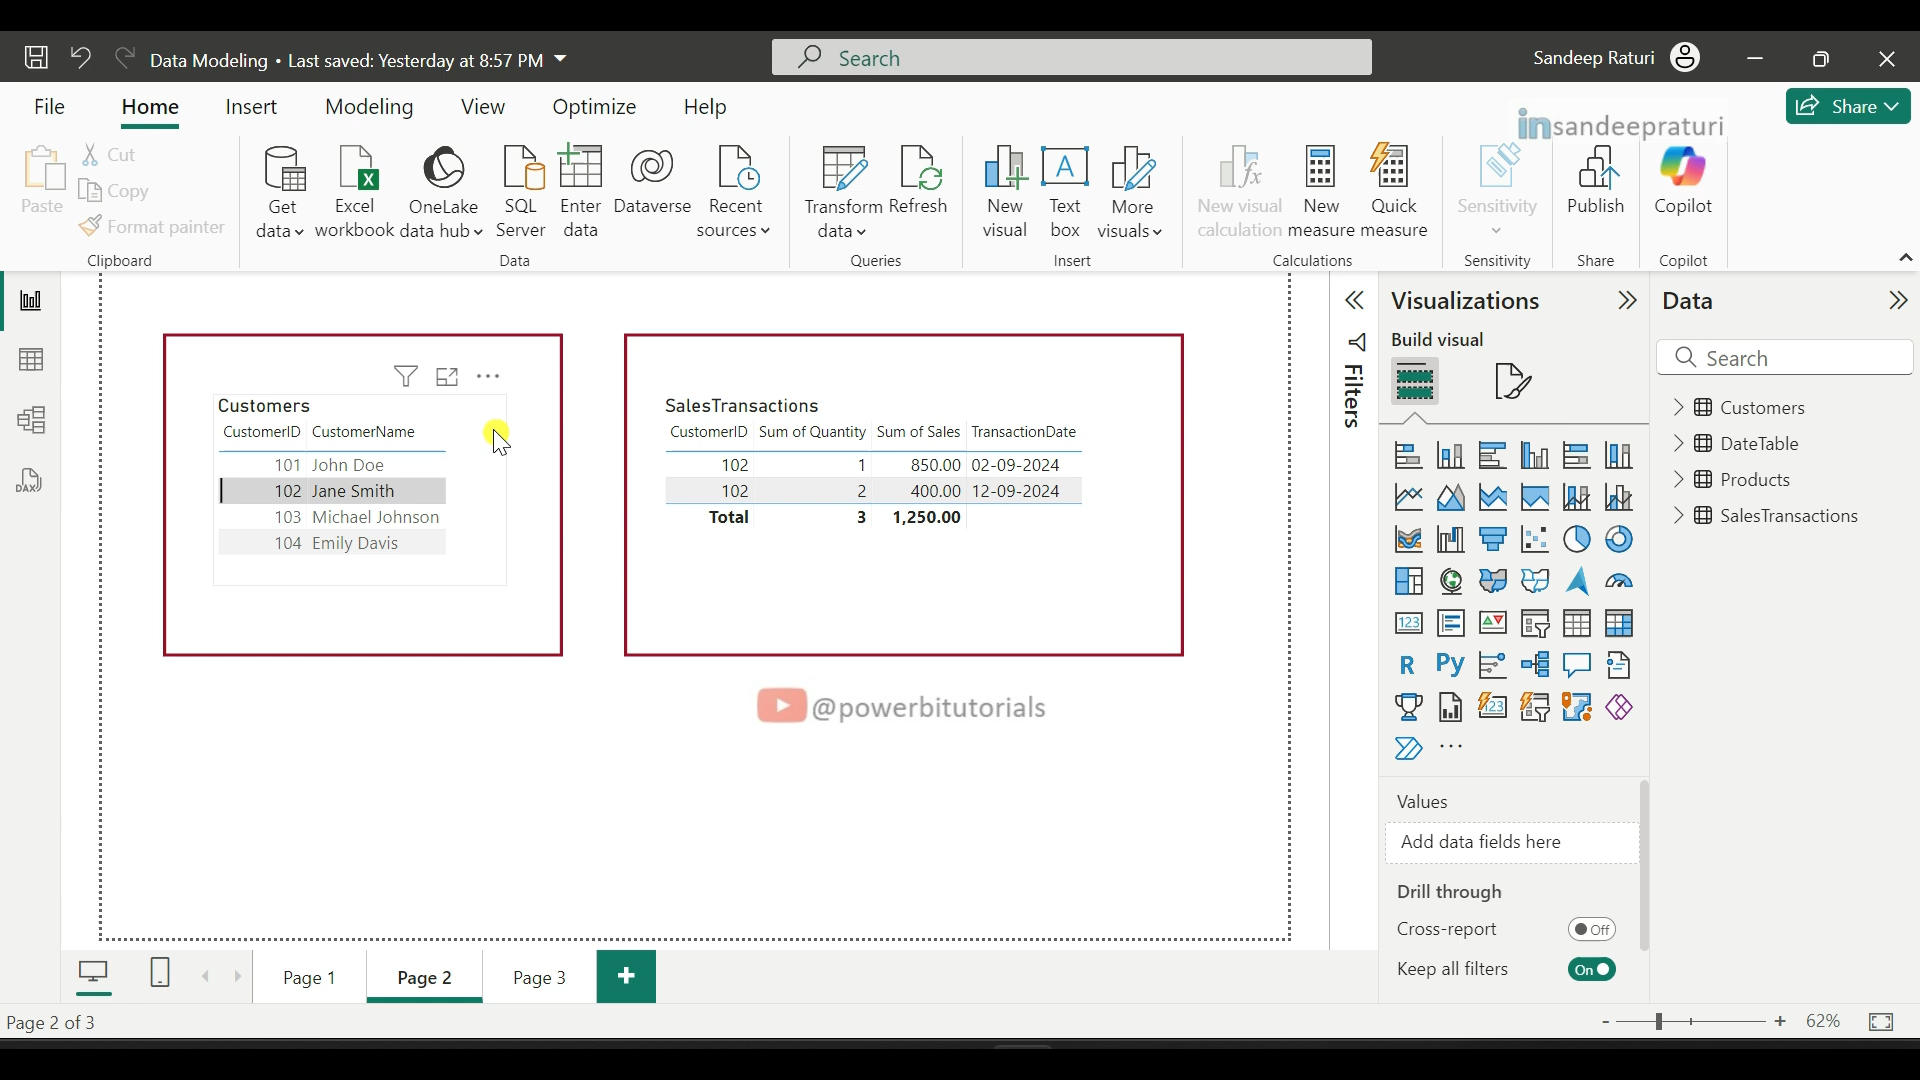 Data Modeling • Last saved: Yesterday at 8:57 PM
Search
Sandeep Raturi
File Home Insert Modeling View Optimize Help
Share
insandeepraturi
Paste
Cut
Copy
Format painter
Clipboard
Get data
Excel workbook
OneLake data hub
SQL Server
Enter data
Dataverse
Recent sources
Data
Transform data
Refresh
Queries
New visual
A
Text box
More visuals
Insert
New visual calculation
New measure
Quick measure
Calculations
Sensitivity
Sensitivity
Publish
Share
Copilot
Copilot
DAX
Customers
CustomerID CustomerName
101 John Doe
102 Jane Smith
103 Michael Johnson
104 Emily Davis
SalesTransactions
CustomerID Sum of Quantity Sum of Sales TransactionDate
102 1 850.00 02-09-2024
102 2 400.00 12-09-2024
Total 3 1,250.00
@powerbitutorials
Filters
Visualizations
Build visual
123
R Py
123
Values
Add data fields here
Drill through
Cross-report Off
Keep all filters On
Data
Search
Customers
DateTable
Products
SalesTransactions
Page 1 Page 2 Page 3 +
Page 2 of 3
- + 62%